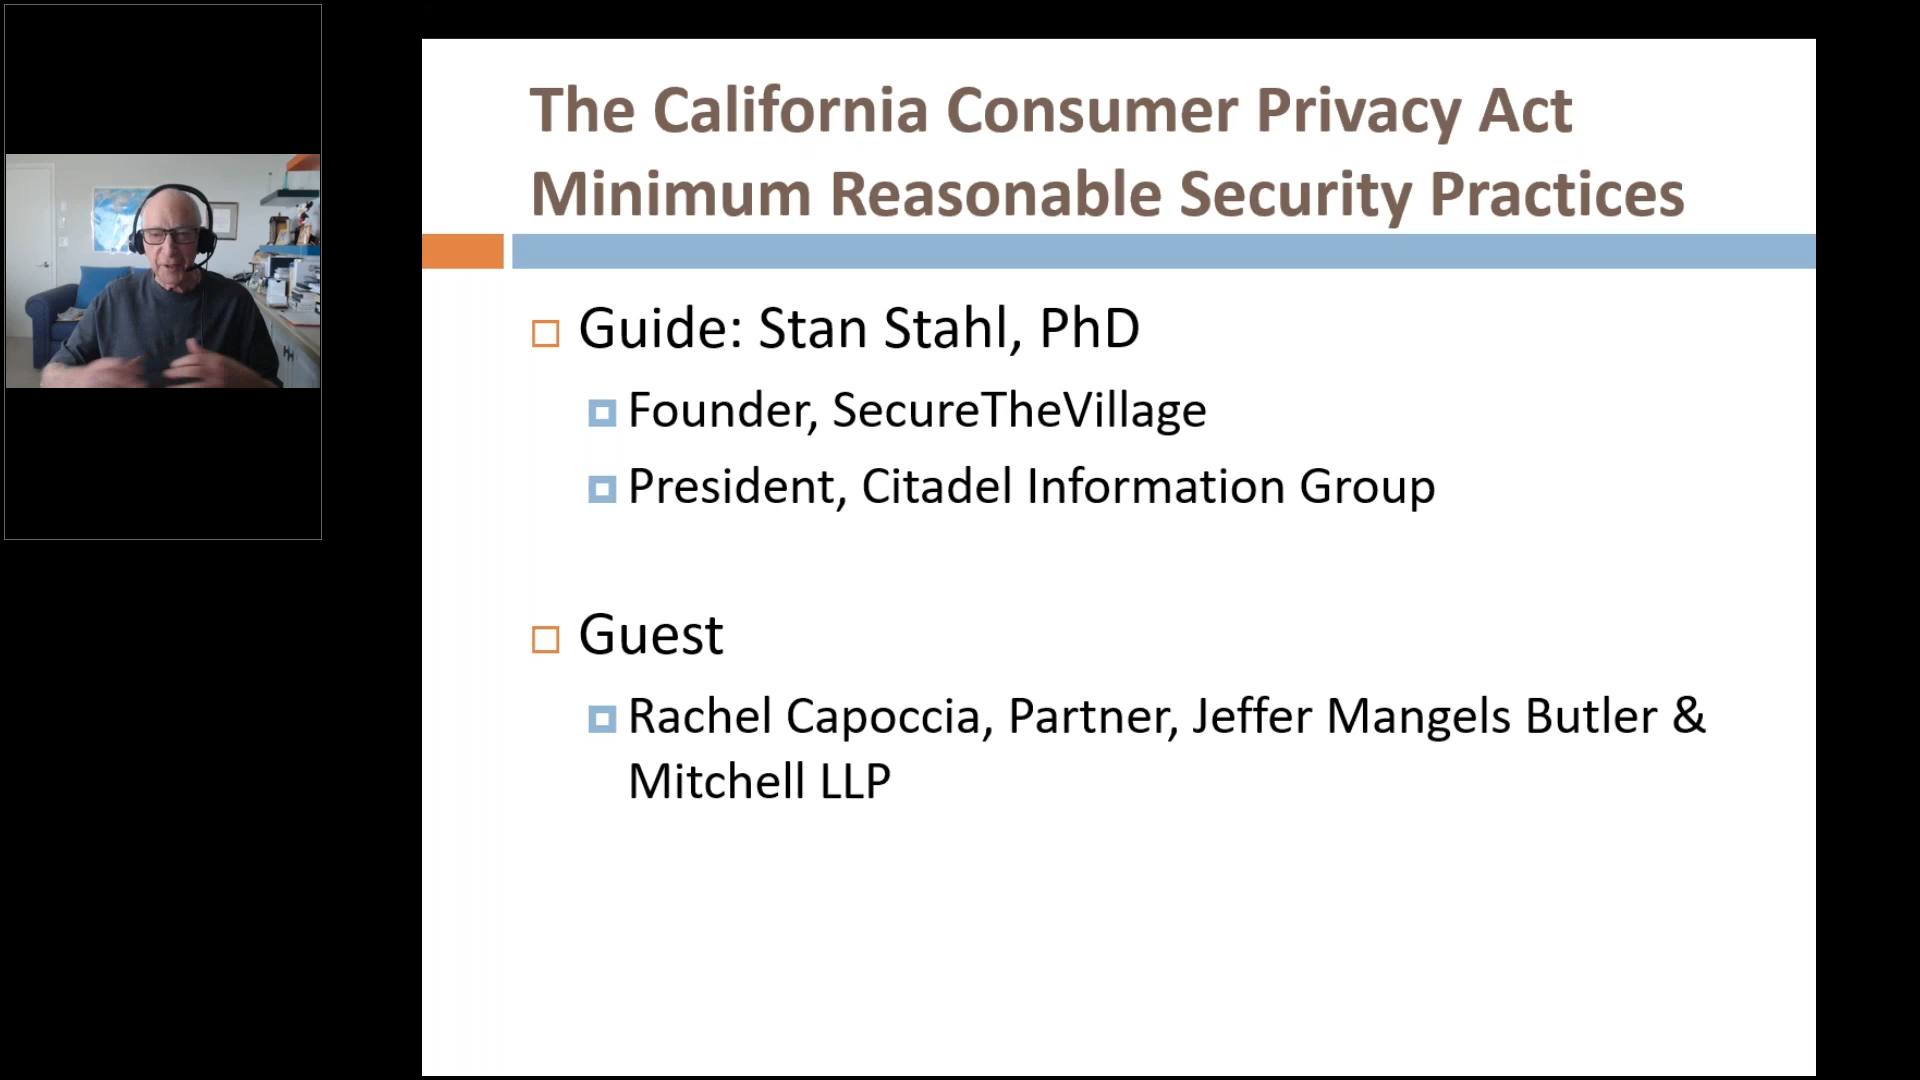 The California Consumer Privacy Act
Minimum Reasonable Security Practices
Guide: Stan Stahl, PhD
Founder, SecureTheVillage
President, Citadel Information Group
Guest
Rachel Capoccia, Partner, Jeffer Mangels Butler &
Mitchell LLP